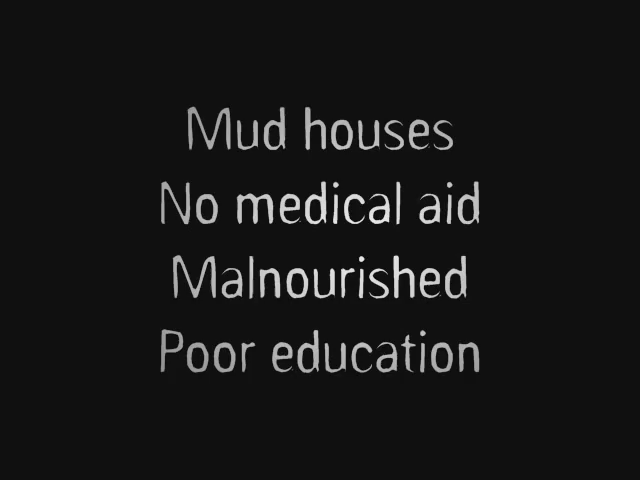 Mud houses
No medical aid
Malnourished
Poor education